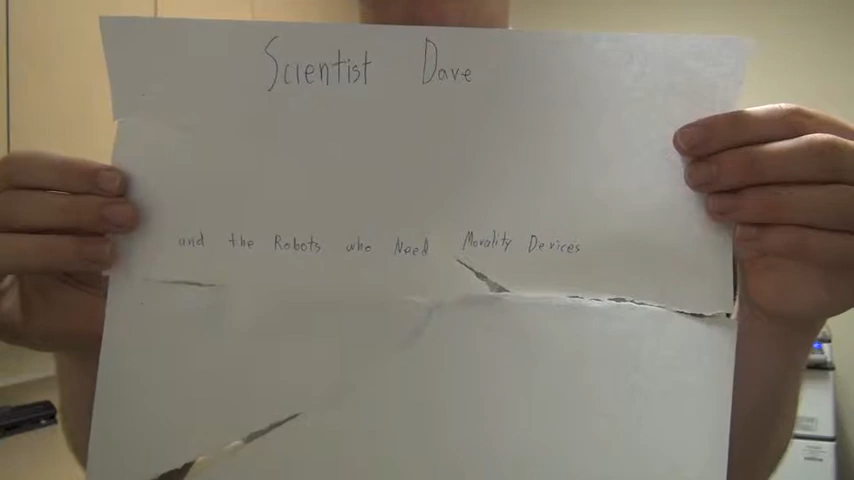 Scientist Dave
and the Robots who Need Morality Devices